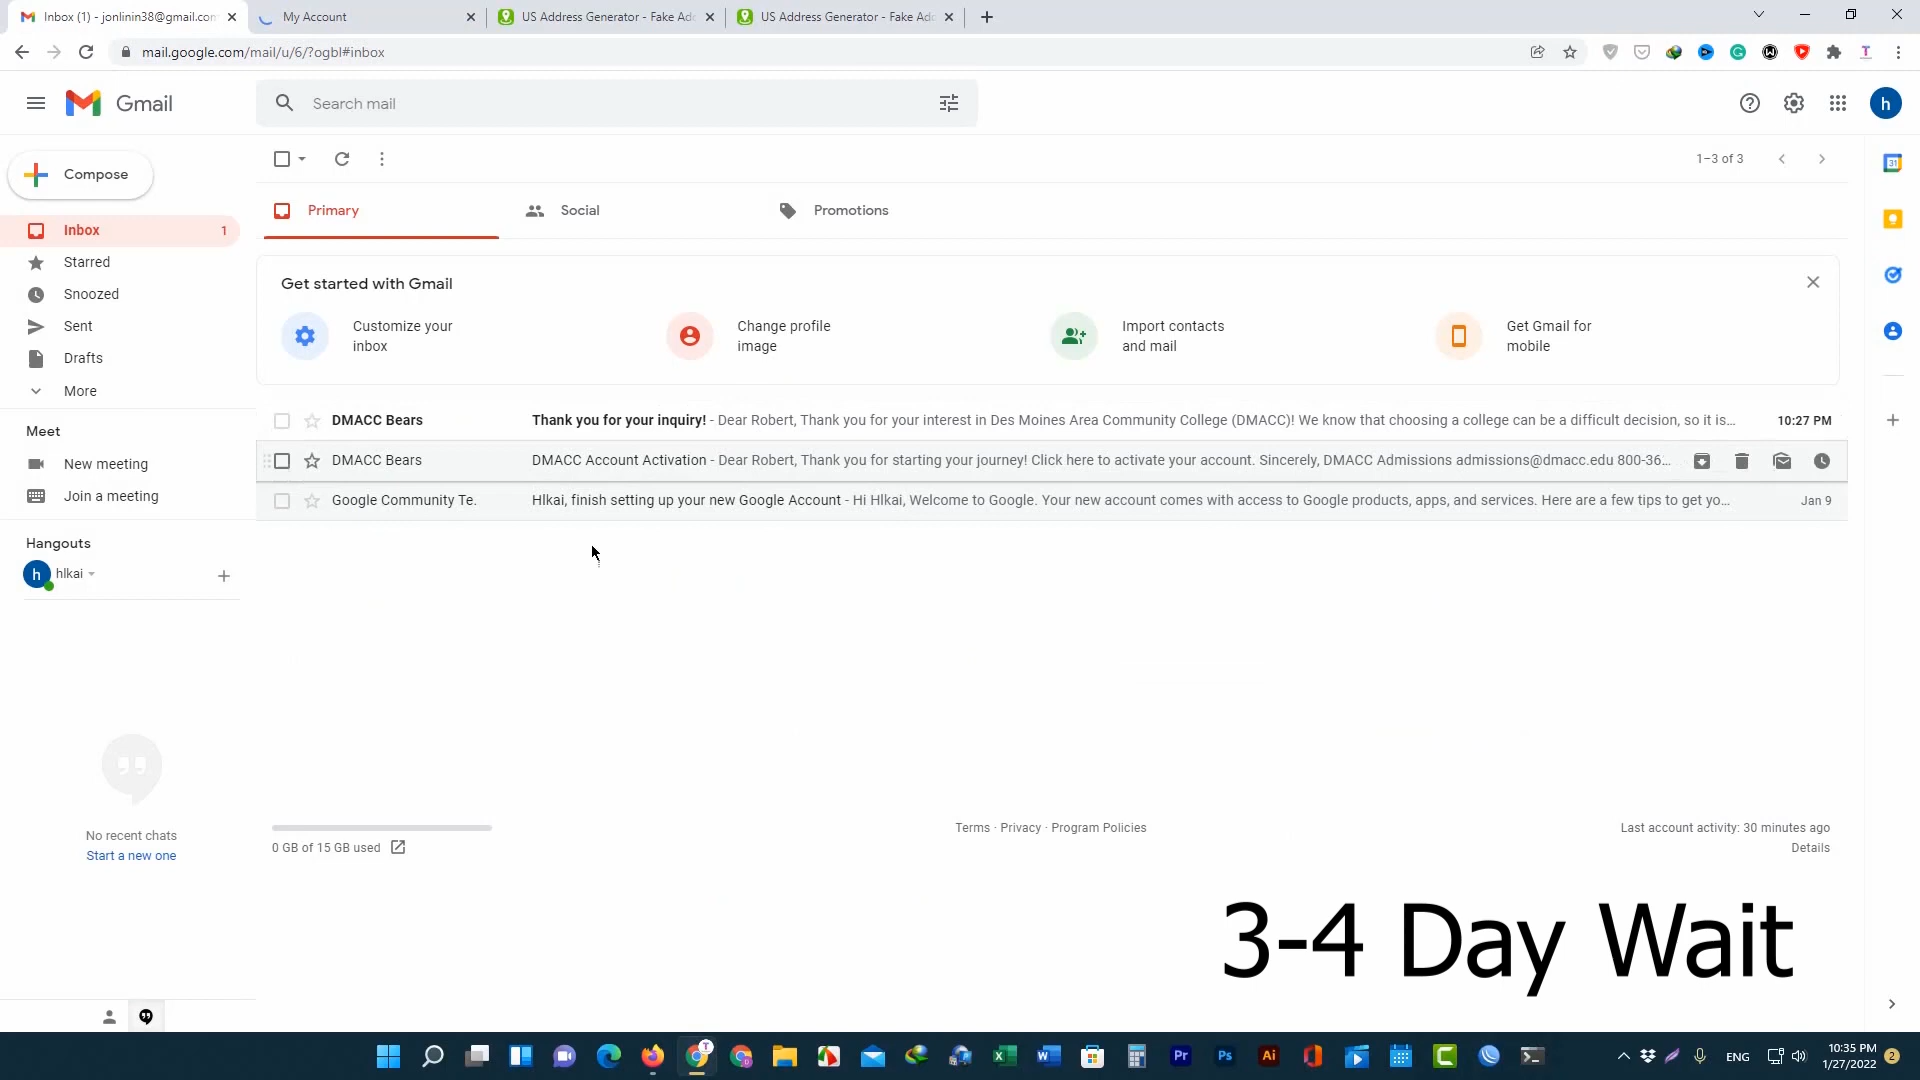 Inbox (1) - jonlinin38@gmail.com
My Account
US Address Generator - Fake Add
US Address Generator - Fake Add
mail.google.com/mail/u/6/?ogbl#inbox
Gmail
Search mail
h
Compose
1–3 of 3
Primary
Social
Promotions
Inbox 1
Starred
Snoozed
Sent
Drafts
More
Get started with Gmail
Customize your
inbox
Change profile
image
Import contacts
and mail
Get Gmail for
mobile
DMACC Bears Thank you for your inquiry! - Dear Robert, Thank you for your interest in Des Moines Area Community College (DMACC)! We know that choosing a college can be a difficult decision, so it is… 10:27 PM
DMACC Bears DMACC Account Activation - Dear Robert, Thank you for starting your journey! Click here to activate your account. Sincerely, DMACC Admissions admissions@dmacc.edu 800-36…
Google Community Te. Hlkai, finish setting up your new Google Account - Hi Hlkai, Welcome to Google. Your new account comes with access to Google products, apps, and services. Here are a few tips to get yo… Jan 9
Meet
New meeting
Join a meeting
Hangouts
h hlkai
No recent chats
Start a new one
0 GB of 15 GB used
Terms · Privacy · Program Policies
Last account activity: 30 minutes ago
Details
3-4 Day Wait
ENG
10:35 PM
1/27/2022
2